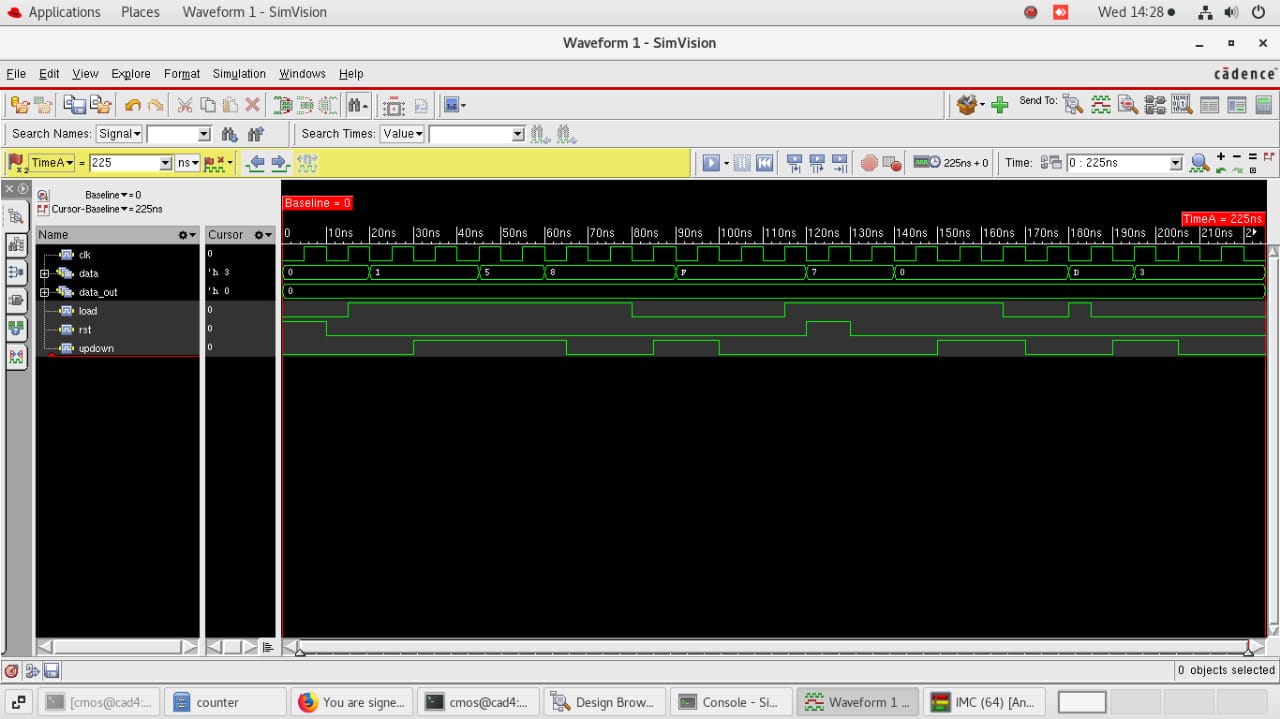 Applications Places Waveform 1 - SimVision Wed 14:28
Waveform 1 - SimVision
File Edit View Explore Format Simulation Windows Help cādence
Send To:
Search Names: Signal Search Times: Value
TimeA = 225 ns 225ns + 0 Time: 0 : 225ns
Baseline = 0
Cursor-Baseline = 225ns
Baseline = 0
TimeA = 225ns
Name Cursor 0 10ns 20ns 30ns 40ns 50ns 60ns 70ns 80ns 90ns 100ns 110ns 120ns 130ns 140ns 150ns 160ns 170ns 180ns 190ns 200ns 210ns
clk 0
data 'h 3 0 1 5 8 F 7 0 D 3
data_out 'h 0 0
load 0
rst 0
updown 0
0 objects selected
[cmos@cad4:... counter You are signe... cmos@cad4:... Design Brow... Console - Si... Waveform 1 ... IMC (64) [An...